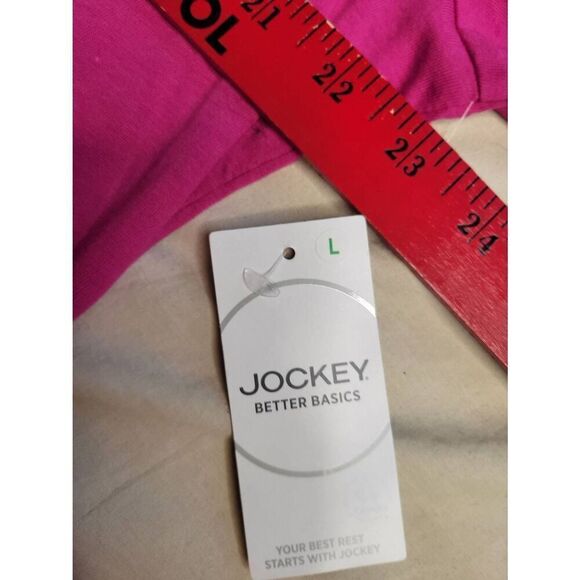 OL
21
22
23
24
L
JOCKEY®
BETTER BASICS
YOUR BEST REST
STARTS WITH JOCKEY